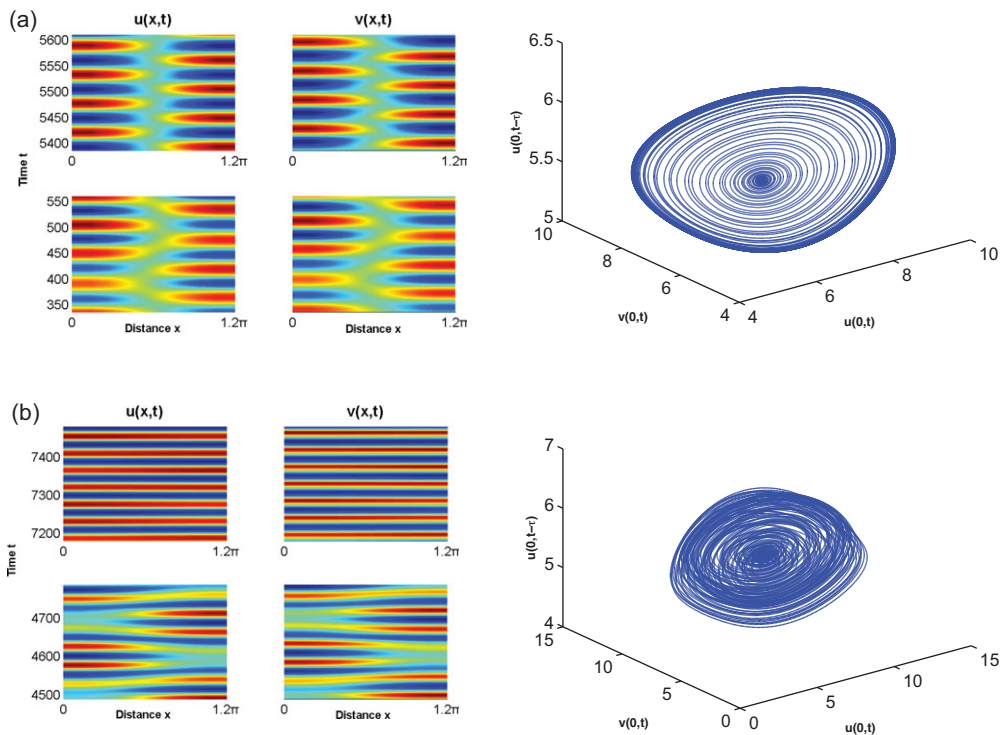 (a)
u(x,t)
v(x,t)
5600
5550
5500
5450
5400
0
1.2π
0
1.2π
Time t
550
500
450
400
350
0
1.2π
0
1.2π
Distance x
Distance x
6.5
6
5.5
5
u(0,t-τ)
10
8
6
4
v(0,t)
4
6
8
10
u(0,t)
(b)
u(x,t)
v(x,t)
7400
7300
7200
0
1.2π
0
1.2π
Time t
4700
4600
4500
0
1.2π
0
1.2π
Distance x
Distance x
7
6
5
4
u(0,t-τ)
15
10
5
0
v(0,t)
0
5
10
15
u(0,t)